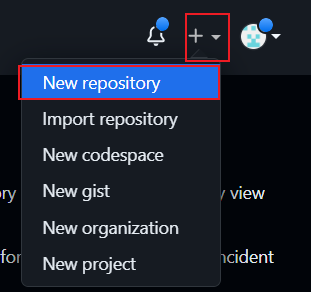 New repository
Import repository
New codespace
ory
New gist
y view
New organization
for
ncident
New project